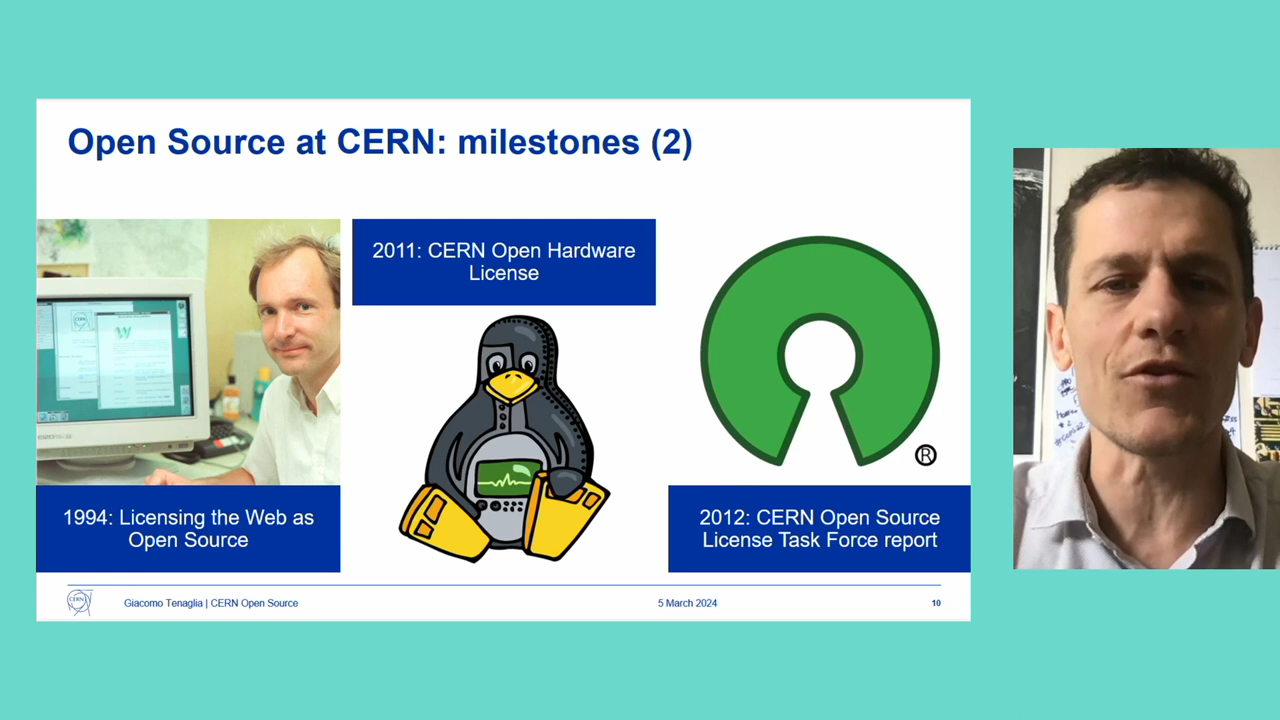 Open Source at CERN: milestones (2)
2011: CERN Open Hardware
License
®
1994: Licensing the Web as
Open Source
2012: CERN Open Source
License Task Force report
CERN
Giacomo Tenaglia | CERN Open Source
5 March 2024
10